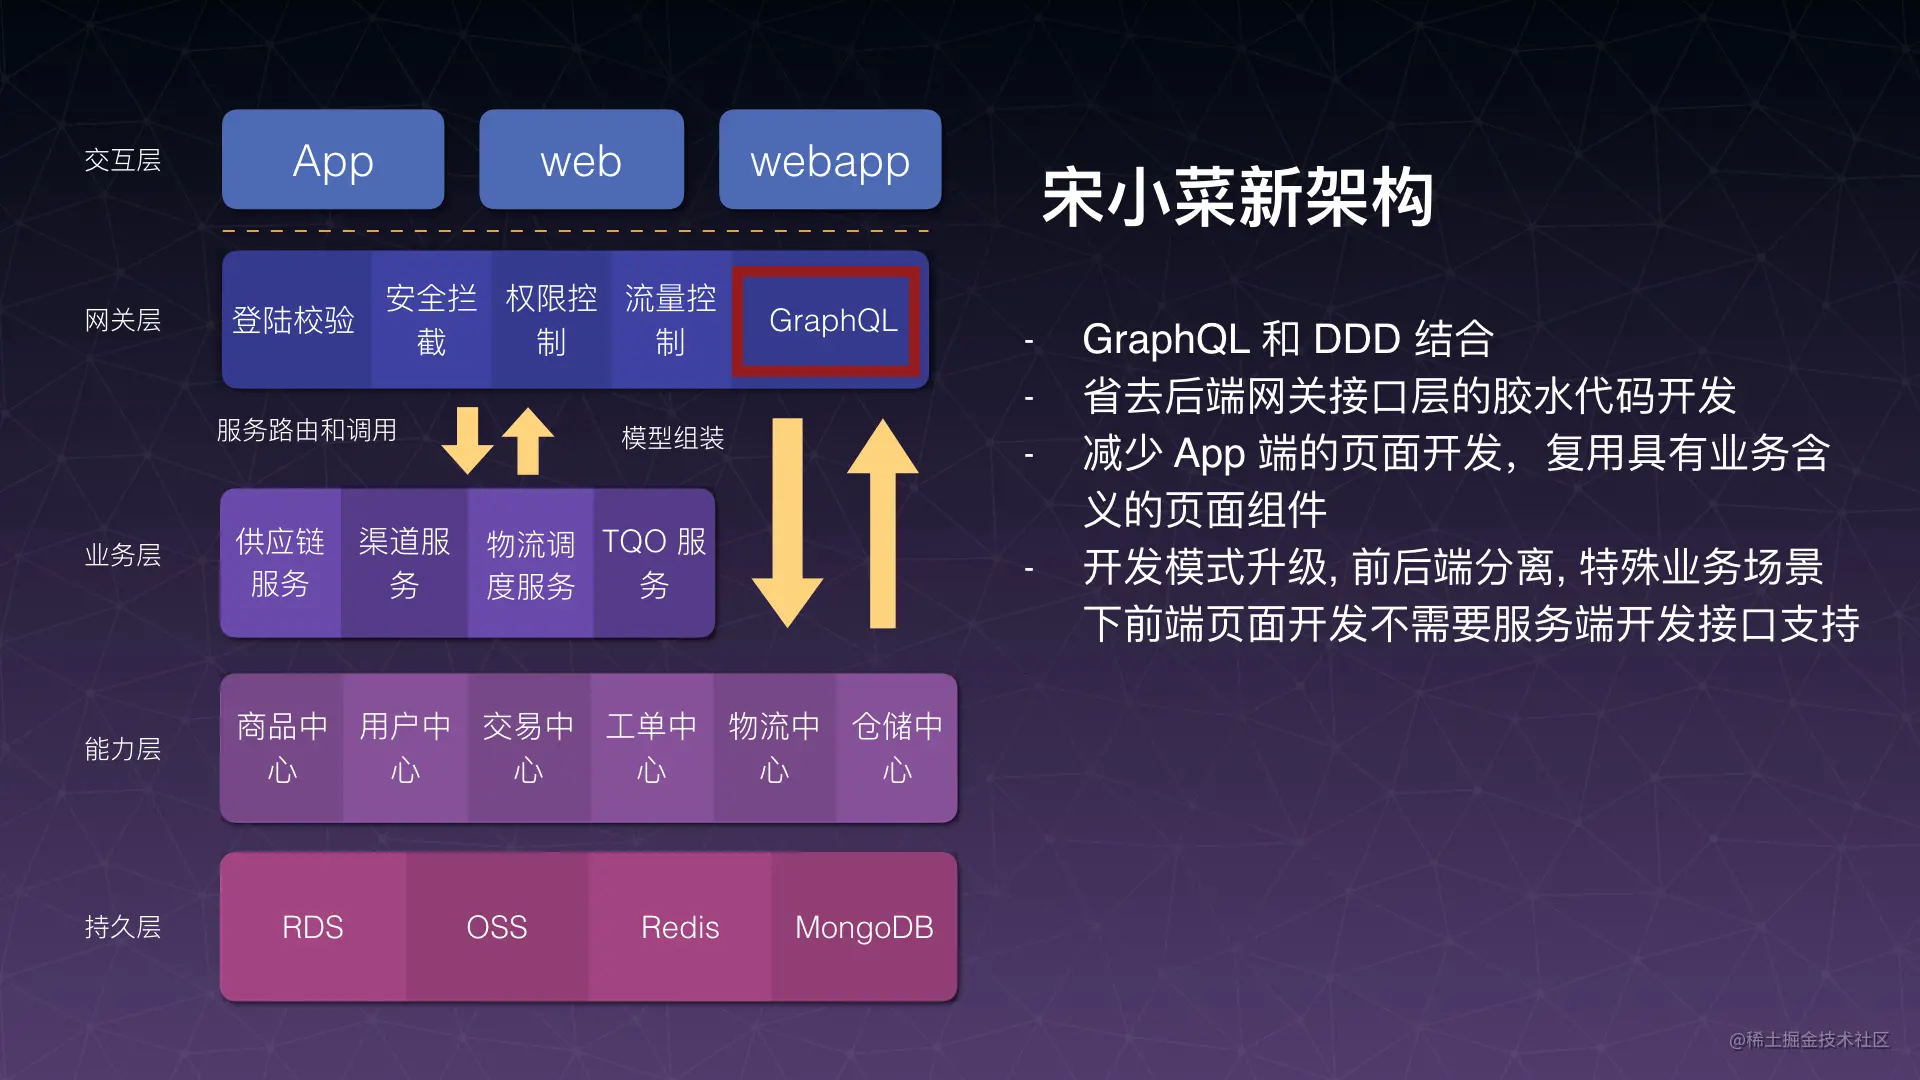 交互层
App
web
webapp
网关层
登陆校验
安全拦
截
权限控
制
流量控
制
GraphQL
服务路由和调用
模型组装
业务层
供应链
服务
渠道服
务
物流调
度服务
TQO 服
务
能力层
商品中
心
用户中
心
交易中
心
工单中
心
物流中
心
仓储中
心
持久层
RDS
OSS
Redis
MongoDB
宋小菜新架构
- GraphQL 和 DDD 结合
- 省去后端网关接口层的胶水代码开发
- 减少 App 端的页面开发，复用具有业务含
义的页面组件
- 开发模式升级, 前后端分离, 特殊业务场景
下前端页面开发不需要服务端开发接口支持
@稀土掘金技术社区